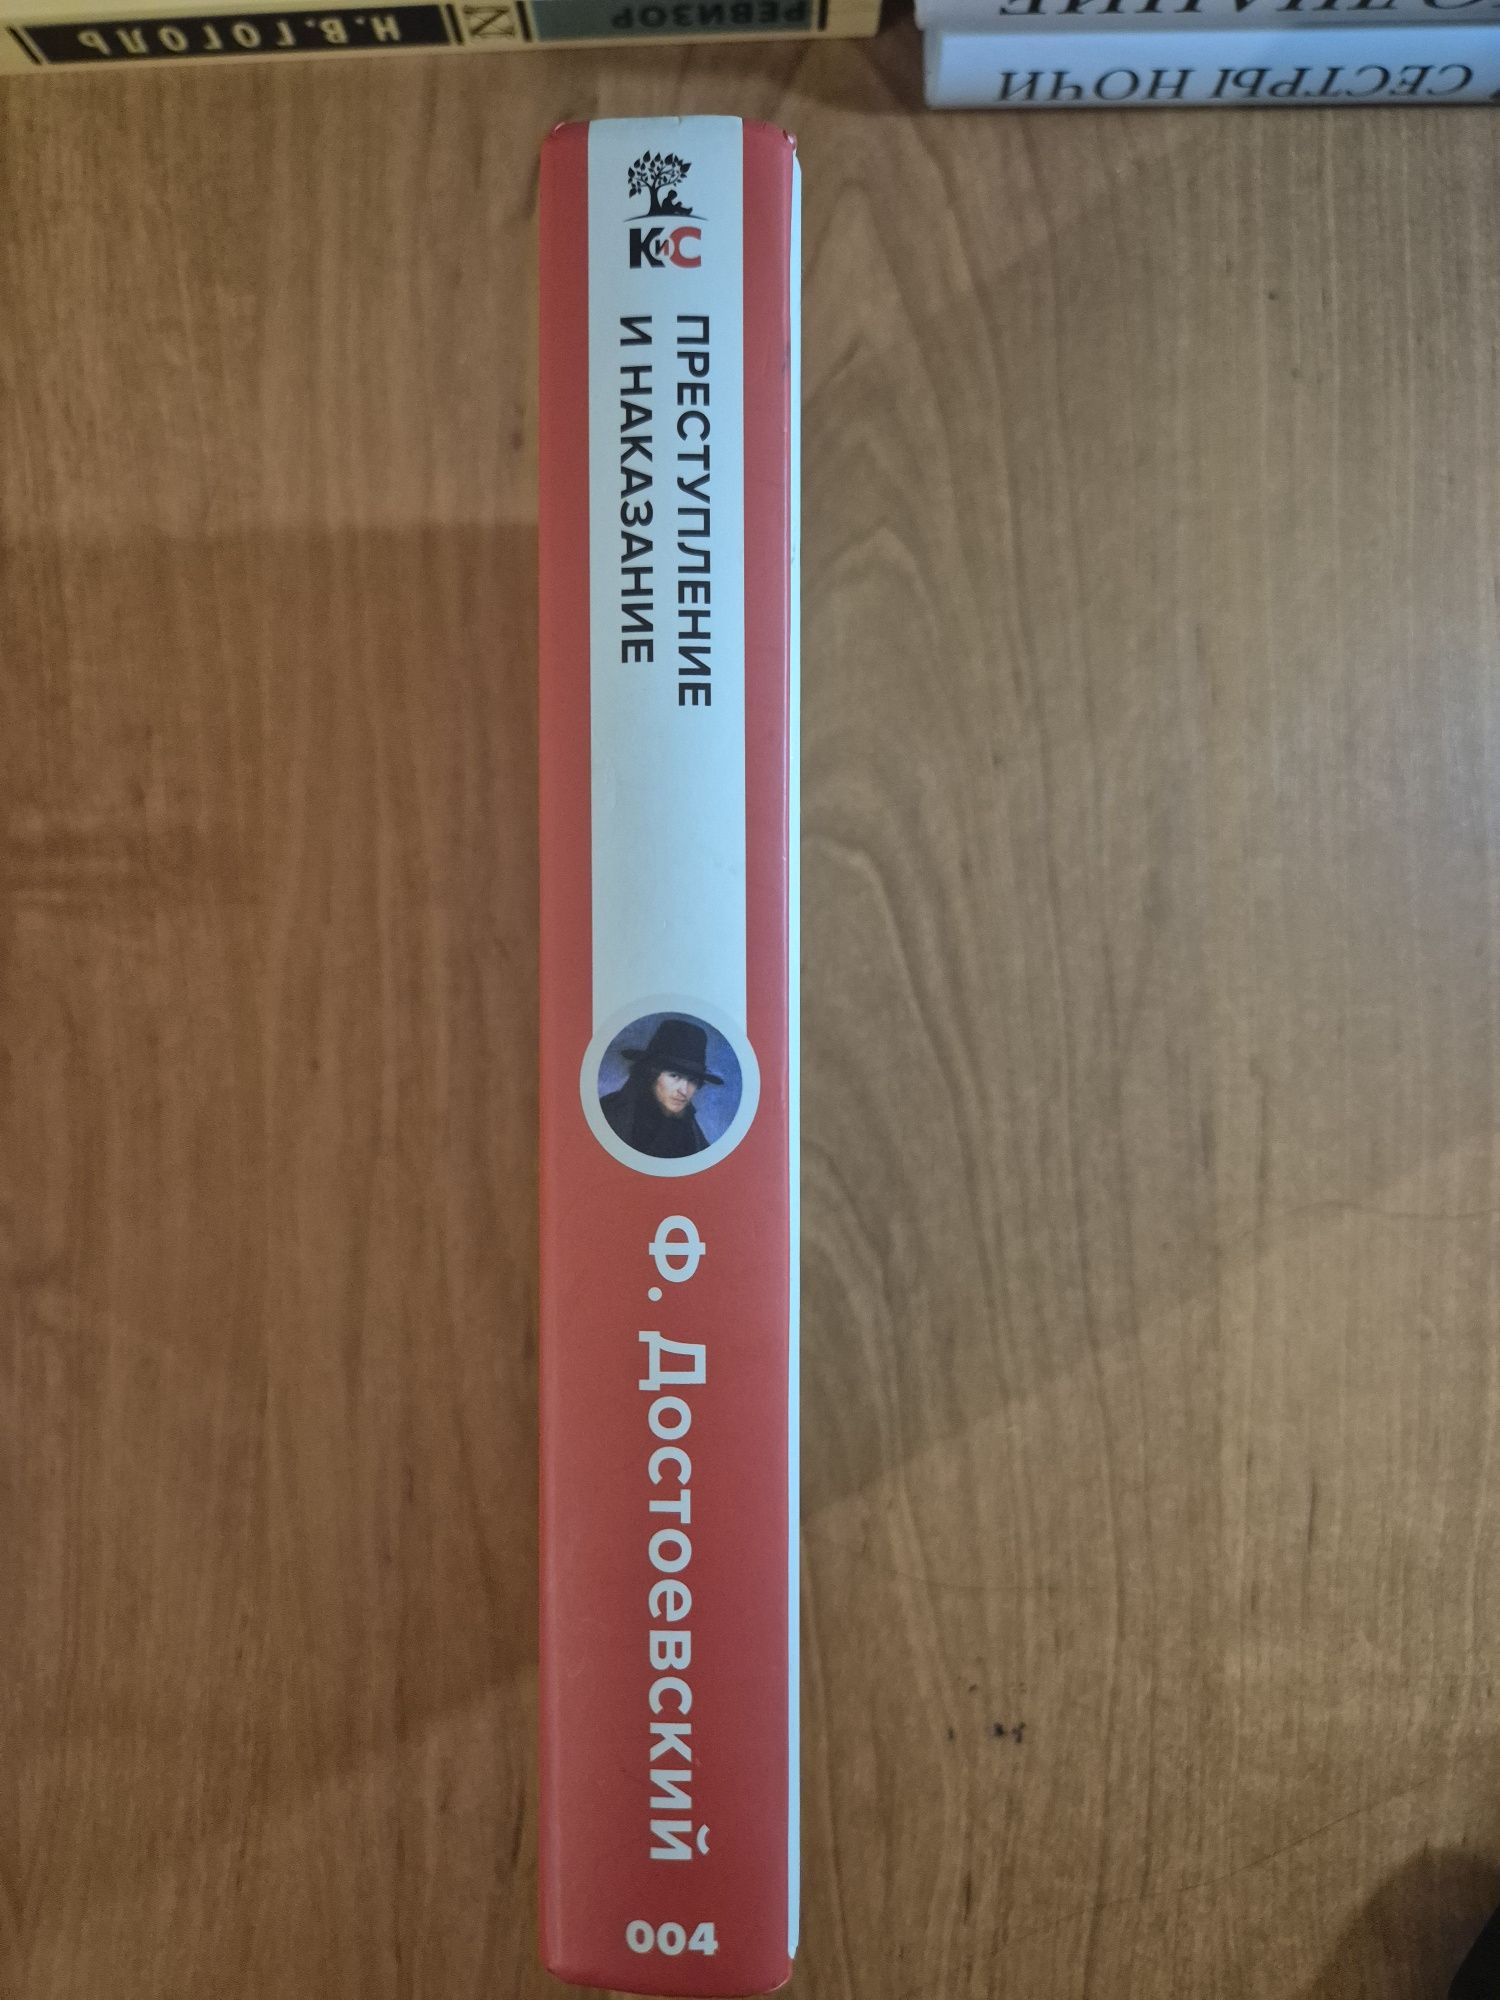 Н.В.ГОГОЛЬ
РЕВИЗОР
СЕСТРЫ НОЧИ
КиС
ПРЕСТУПЛЕНИЕ
И НАКАЗАНИЕ
Ф. Достоевский
004